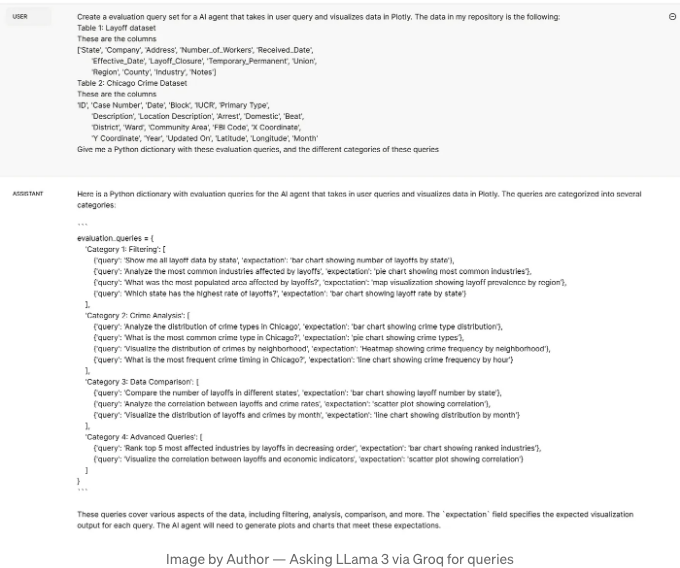 USER
Create a evaluation query set for a AI agent that takes in user query and visualizes data in Plotly. The data in my repository is the following:
Table 1: Layoff dataset
These are the columns
['State', 'Company', 'Address', 'Number_of_Workers', 'Received_Date',
'Effective_Date', 'Layoff_Closure', 'Temporary_Permanent', 'Union',
'Region', 'County', 'Industry', 'Notes']
Table 2: Chicago Crime Dataset
These are the columns
'ID', 'Case Number', 'Date', 'Block', 'IUCR', 'Primary Type',
'Description', 'Location Description', 'Arrest', 'Domestic', 'Beat',
'District', 'Ward', 'Community Area', 'FBI Code', 'X Coordinate',
'Y Coordinate', 'Year', 'Updated On', 'Latitude', 'Longitude', 'Month'
Give me a Python dictionary with these evaluation queries, and the different categories of these queries
ASSISTANT
Here is a Python dictionary with evaluation queries for the AI agent that takes in user queries and visualizes data in Plotly. The queries are categorized into several
categories:
```
evaluation_queries = {
'Category 1: Filtering': [
{'query': 'Show me all layoff data by state', 'expectation': 'bar chart showing number of layoffs by state'},
{'query': 'Analyze the most common industries affected by layoffs', 'expectation': 'pie chart showing most common industries'},
{'query': 'What was the most populated area affected by layoffs?', 'expectation': 'map visualization showing layoff prevalence by region'},
{'query': 'Which state has the highest rate of layoffs?', 'expectation': 'bar chart showing layoff rate by state'}
],
'Category 2: Crime Analysis': [
{'query': 'Analyze the distribution of crime types in Chicago', 'expectation': 'bar chart showing crime type distribution'},
{'query': 'What is the most common crime type in Chicago?', 'expectation': 'pie chart showing crime types'},
{'query': 'Visualize the distribution of crimes by neighborhood', 'expectation': 'Heatmap showing crime frequency by neighborhood'},
{'query': 'What is the most frequent crime timing in Chicago?', 'expectation': 'line chart showing crime frequency by hour'}
],
'Category 3: Data Comparison': [
{'query': 'Compare the number of layoffs in different states', 'expectation': 'bar chart showing layoff number by state'},
{'query': 'Analyze the correlation between layoffs and crime rates', 'expectation': 'scatter plot showing correlation'},
{'query': 'Visualize the distribution of layoffs and crimes by month', 'expectation': 'line chart showing distribution by month'}
],
'Category 4: Advanced Queries': [
{'query': 'Rank top 5 most affected industries by layoffs in decreasing order', 'expectation': 'bar chart showing ranked industries'},
{'query': 'Visualize the correlation between layoffs and economic indicators', 'expectation': 'scatter plot showing correlation'}
]
}
```
These queries cover various aspects of the data, including filtering, analysis, comparison, and more. The `expectation` field specifies the expected visualization
output for each query. The AI agent will need to generate plots and charts that meet these expectations.
Image by Author — Asking LLama 3 via Groq for queries